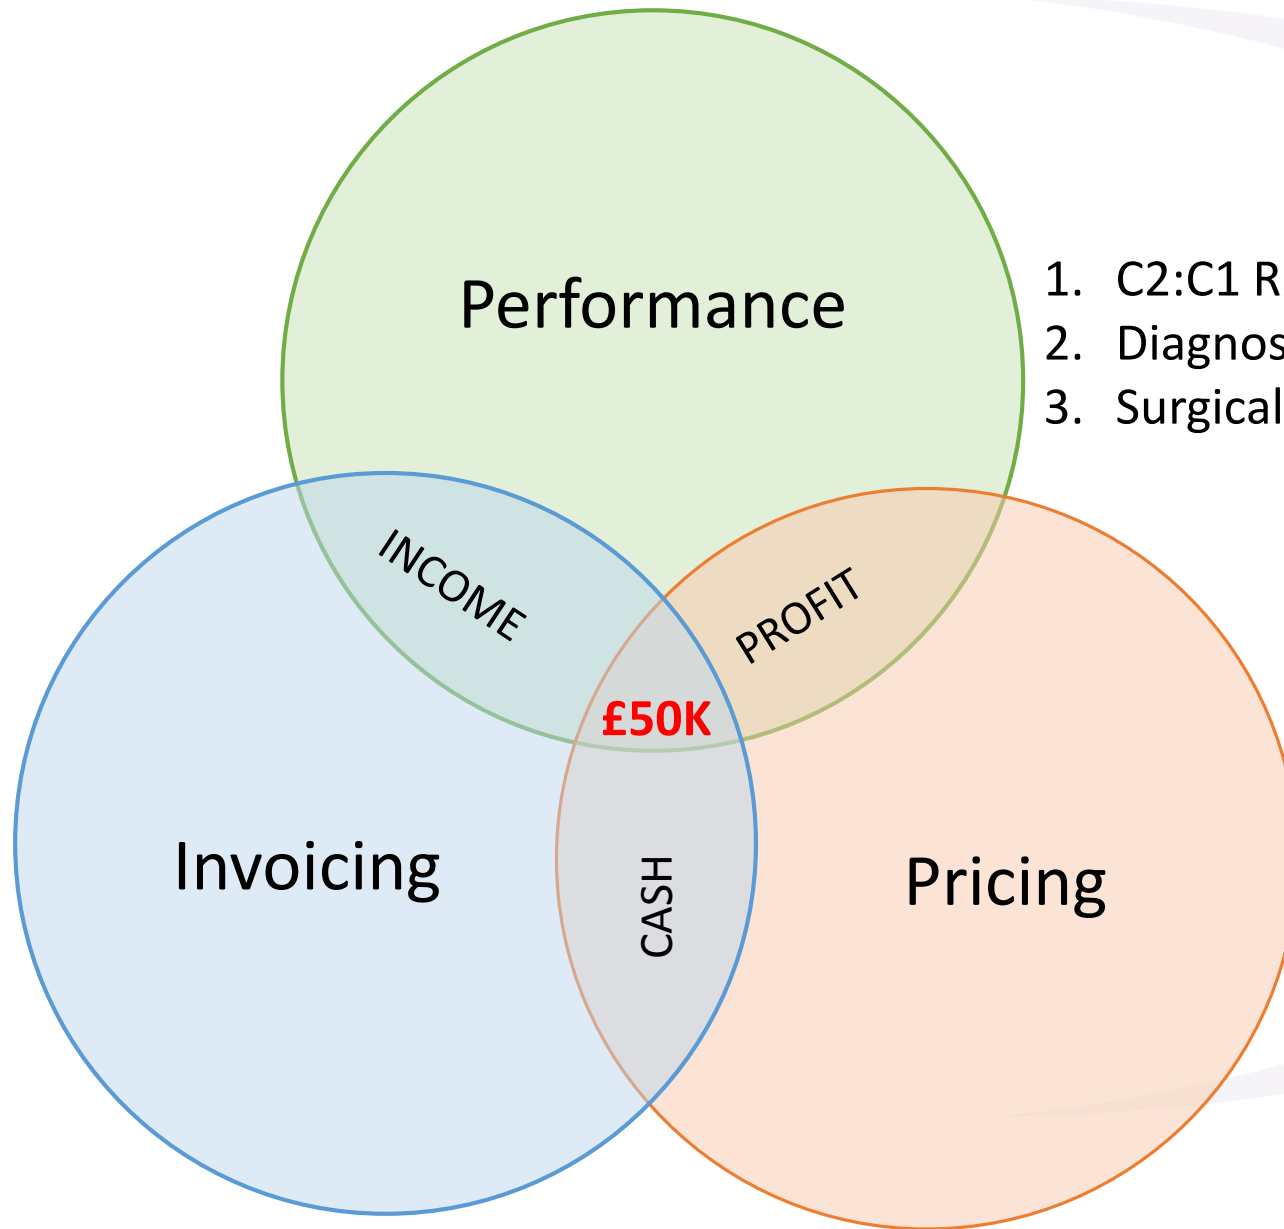 Performance
1. C2:C1 R
2. Diagnos
3. Surgical
INCOME
PROFIT
£50K
Invoicing
CASH
Pricing